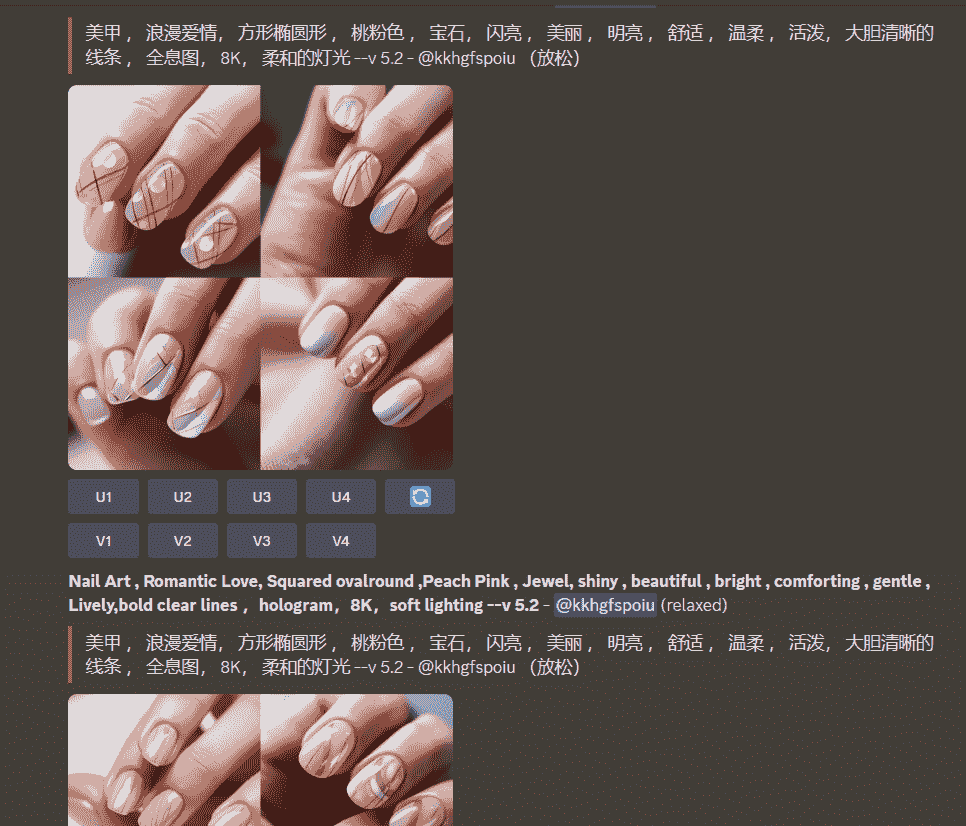 美甲 ， 浪漫爱情， 方形椭圆形 ， 桃粉色 ， 宝石， 闪亮 ， 美丽 ， 明亮 ， 舒适 ， 温柔 ， 活泼， 大胆清晰的
线条 ， 全息图， 8K， 柔和的灯光 --v 5.2 - @kkhgfspoiu （放松）
U1 U2 U3 U4
V1 V2 V3 V4
Nail Art , Romantic Love, Squared ovalround ,Peach Pink , Jewel, shiny , beautiful , bright , comforting , gentle ,
Lively,bold clear lines ，hologram，8K，soft lighting --v 5.2 - @kkhgfspoiu (relaxed)
美甲 ， 浪漫爱情， 方形椭圆形 ， 桃粉色 ， 宝石， 闪亮 ， 美丽 ， 明亮 ， 舒适 ， 温柔 ， 活泼， 大胆清晰的
线条 ， 全息图， 8K， 柔和的灯光 --v 5.2 - @kkhgfspoiu （放松）